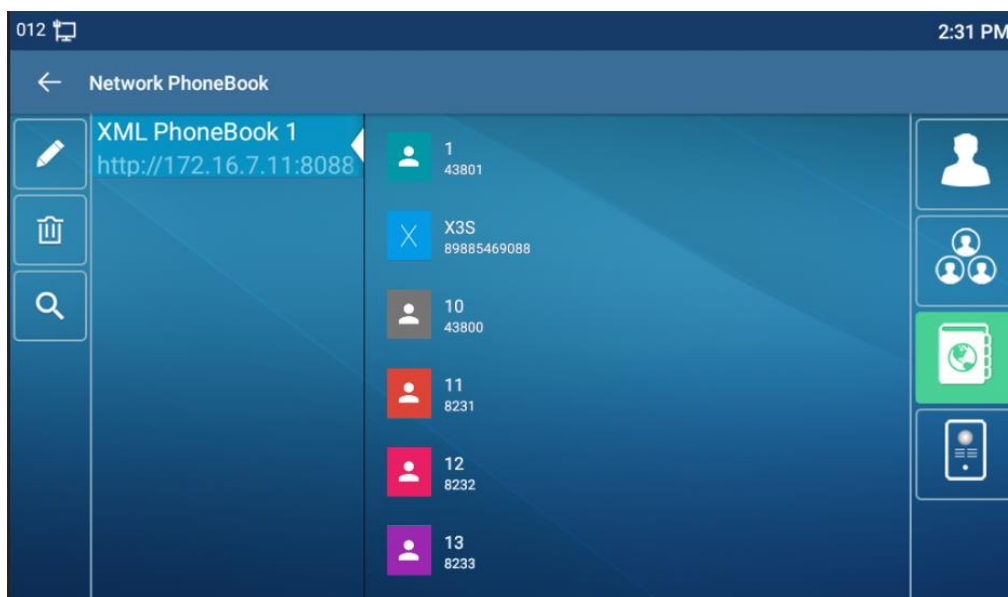 012
2:31 PM
Network PhoneBook
XML PhoneBook 1
http://172.16.7.11:8088
1
43801
X
X3S
89885469088
10
43800
11
8231
12
8232
13
8233